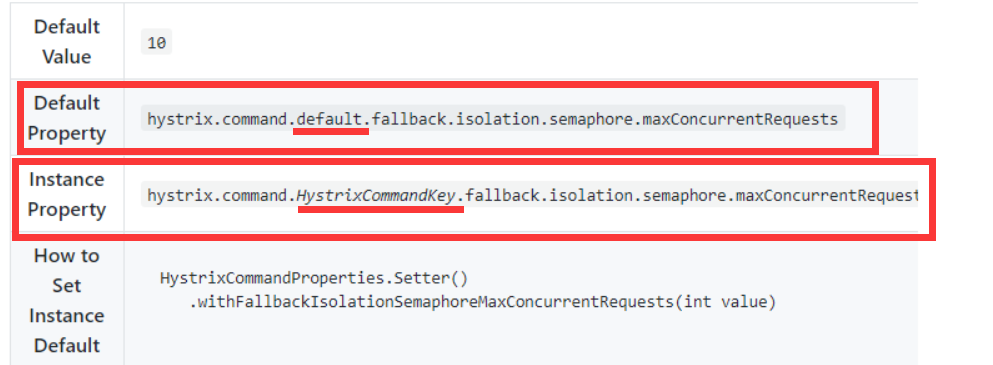 Default
Value
10
Default
Property
hystrix.command.default.fallback.isolation.semaphore.maxConcurrentRequests
Instance
Property
hystrix.command.HystrixCommandKey.fallback.isolation.semaphore.maxConcurrentRequest
How to
Set
Instance
Default
HystrixCommandProperties.Setter()
.withFallbackIsolationSemaphoreMaxConcurrentRequests(int value)